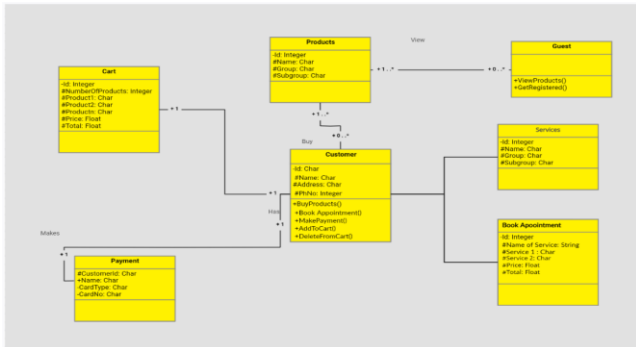 Products
-Id: Integer
#Name: Char
#Group: Char
#Subgroup: Char
View
+ 1 ..*
+ 0 ..*
Guest
+ViewProducts()
+GetRegistered()
Cart
-Id: Integer
#NumberOfProducts: Integer
#Product1: Char
#Product2: Char
#Productn: Char
#Price: Float
#Total: Float
+ 1
+ 1 ..*
+ 0 ..*
Buy
Customer
-Id: Char
#Name: Char
#Address: Char
#PhNo: Integer
+BuyProducts()
+Book Appointment()
+MakePayment()
+AddToCart()
+DeleteFromCart()
+ 1
Has
+ 1
Services
-Id: Integer
#Name: Char
#Group: Char
#Subgroup: Char
Book Apointment
-Id: Integer
#Name of Service: String
#Service 1 : Char
#Service 2: Char
#Price: Float
#Total: Float
Makes
+ 1
Payment
#CustomerId: Char
+Name: Char
-CardType: Char
-CardNo: Char